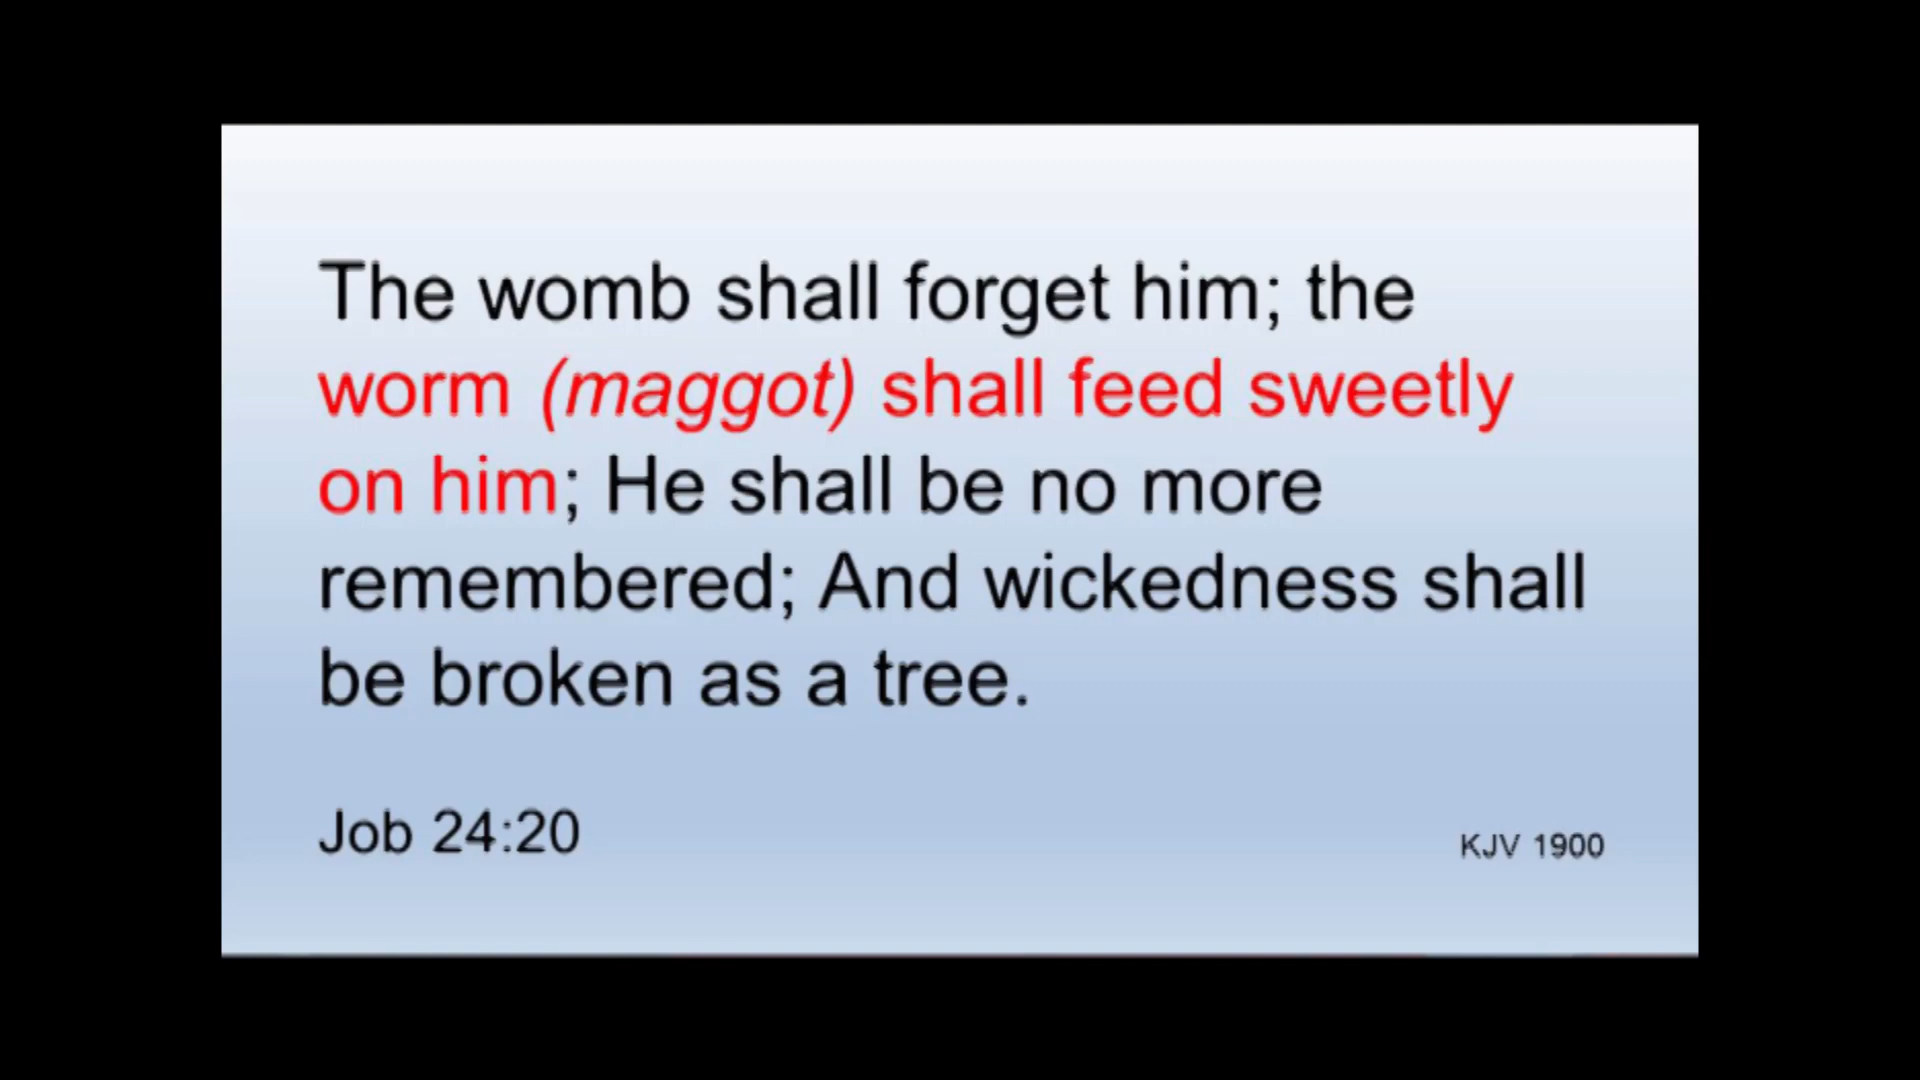 The womb shall forget him; the
worm (maggot) shall feed sweetly
on him; He shall be no more
remembered; And wickedness shall
be broken as a tree.
Job 24:20
KJV 1900